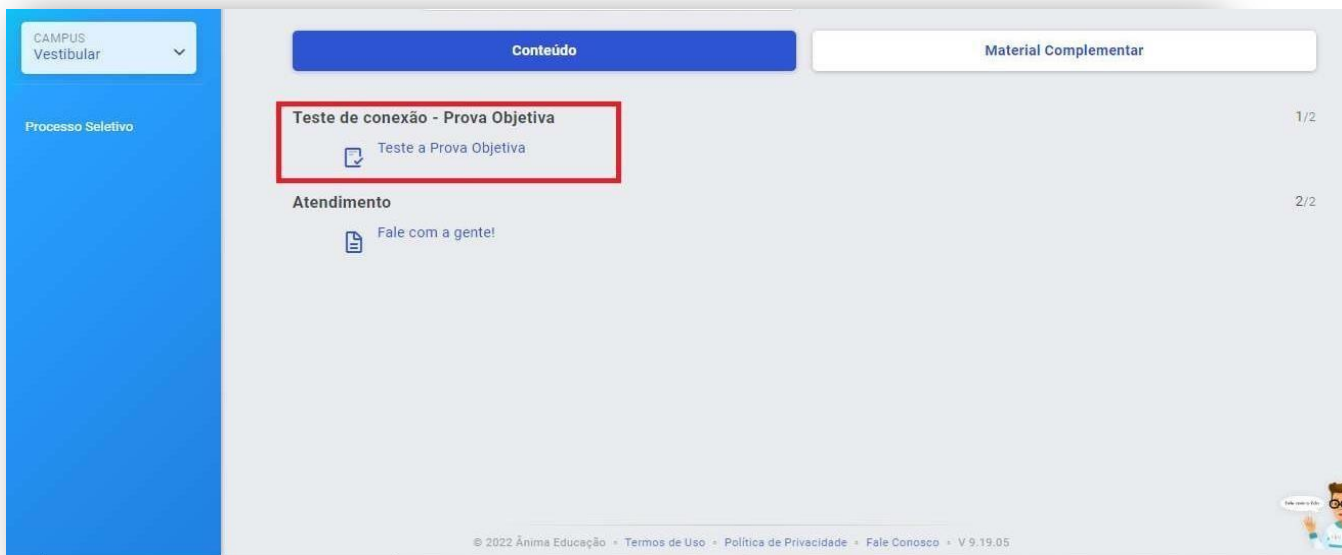 CAMPUS
Vestibular
Processo Seletivo
Conteúdo
Material Complementar
Teste de conexão - Prova Objetiva
1/2
Teste a Prova Objetiva
Atendimento
2/2
Fale com a gente!
© 2022 Ânima Educação • Termos de Uso • Política de Privacidade • Fale Conosco • V 9.19.05